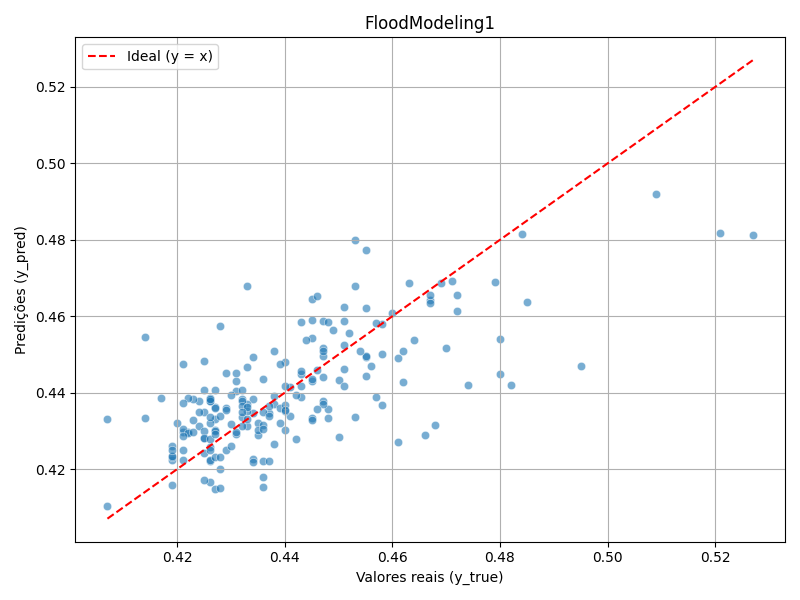 FloodModeling1
Ideal (y = x)
0.52
0.50
0.48
0.46
0.44
0.42
Predições (y_pred)
0.42 0.44 0.46 0.48 0.50 0.52
Valores reais (y_true)